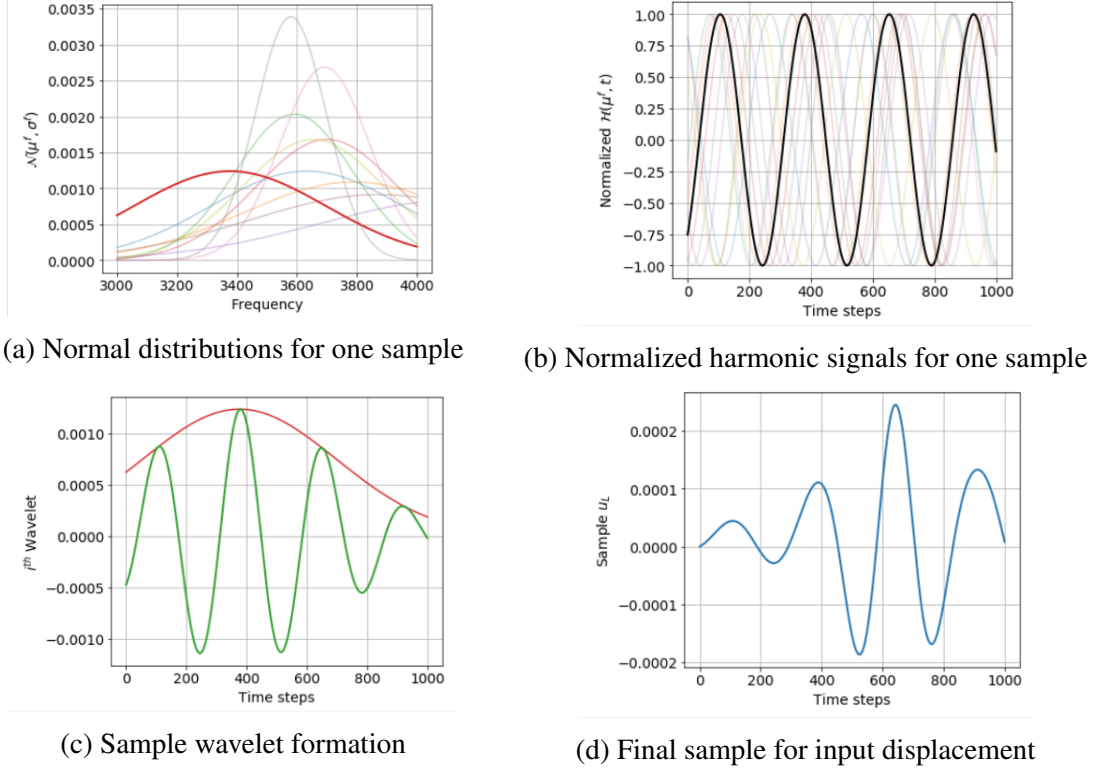 0.0035
0.0030
0.0025
0.0020
0.0015
0.0010
0.0005
0.0000
𝒩(μᶠ, σᶠ)
3000 3200 3400 3600 3800 4000
Frequency
(a) Normal distributions for one sample
1.00
0.75
0.50
0.25
0.00
−0.25
−0.50
−0.75
−1.00
Normalized ℋ(μᶠ, t)
0 200 400 600 800 1000
Time steps
(b) Normalized harmonic signals for one sample
0.0010
0.0005
0.0000
−0.0005
−0.0010
iᵗʰ Wavelet
0 200 400 600 800 1000
Time steps
(c) Sample wavelet formation
0.0002
0.0001
0.0000
−0.0001
−0.0002
Sample u_L
0 200 400 600 800 1000
Time steps
(d) Final sample for input displacement